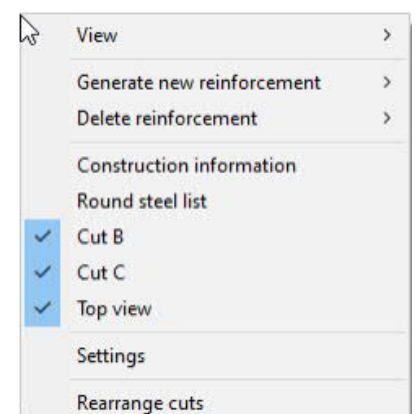 View
Generate new reinforcement
Delete reinforcement
Construction information
Round steel list
Cut B
Cut C
Top view
Settings
Rearrange cuts